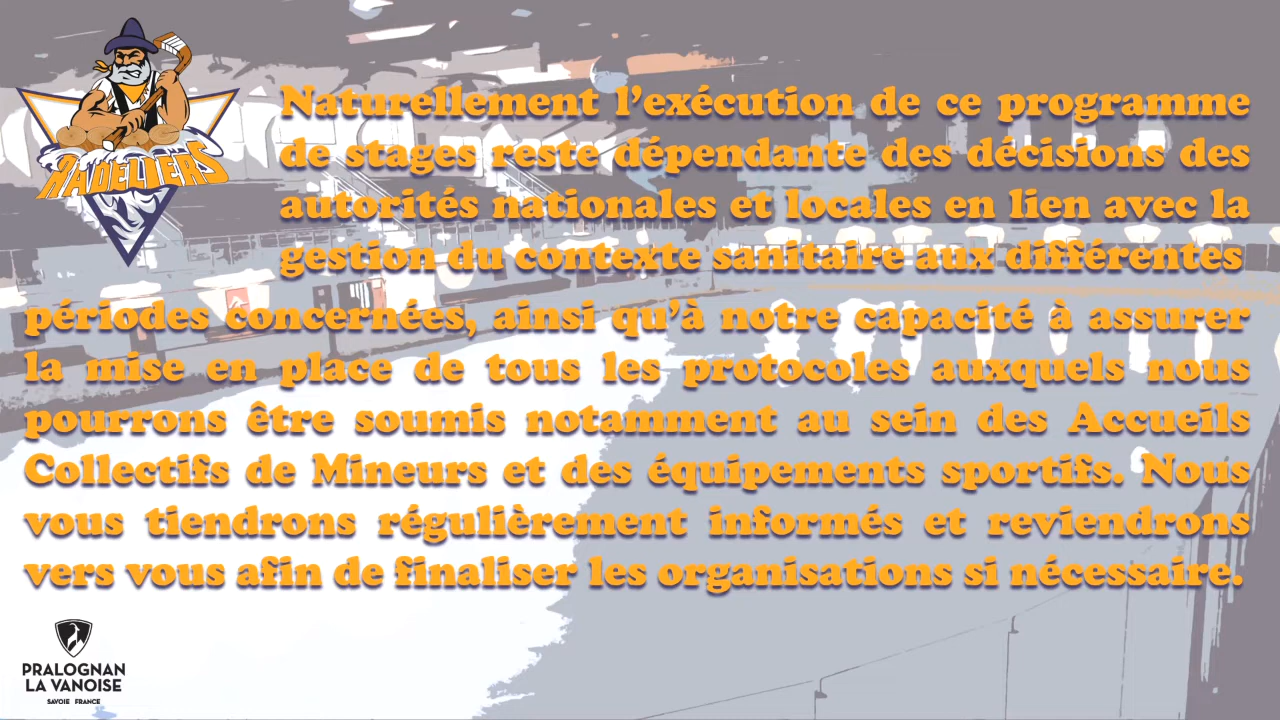 RADELIERS
Naturellement l'exécution de ce programme
de stages reste dépendante des décisions des
autorités nationales et locales en lien avec la
gestion du contexte sanitaire aux différentes
périodes concernées, ainsi qu'à notre capacité à assurer
la mise en place de tous les protocoles auxquels nous
pourrons être soumis notamment au sein des Accueils
Collectifs de Mineurs et des équipements sportifs. Nous
vous tiendrons régulièrement informés et reviendrons
vers vous afin de finaliser les organisations si nécessaire.
PRALOGNAN
LA VANOISE
SAVOIE FRANCE